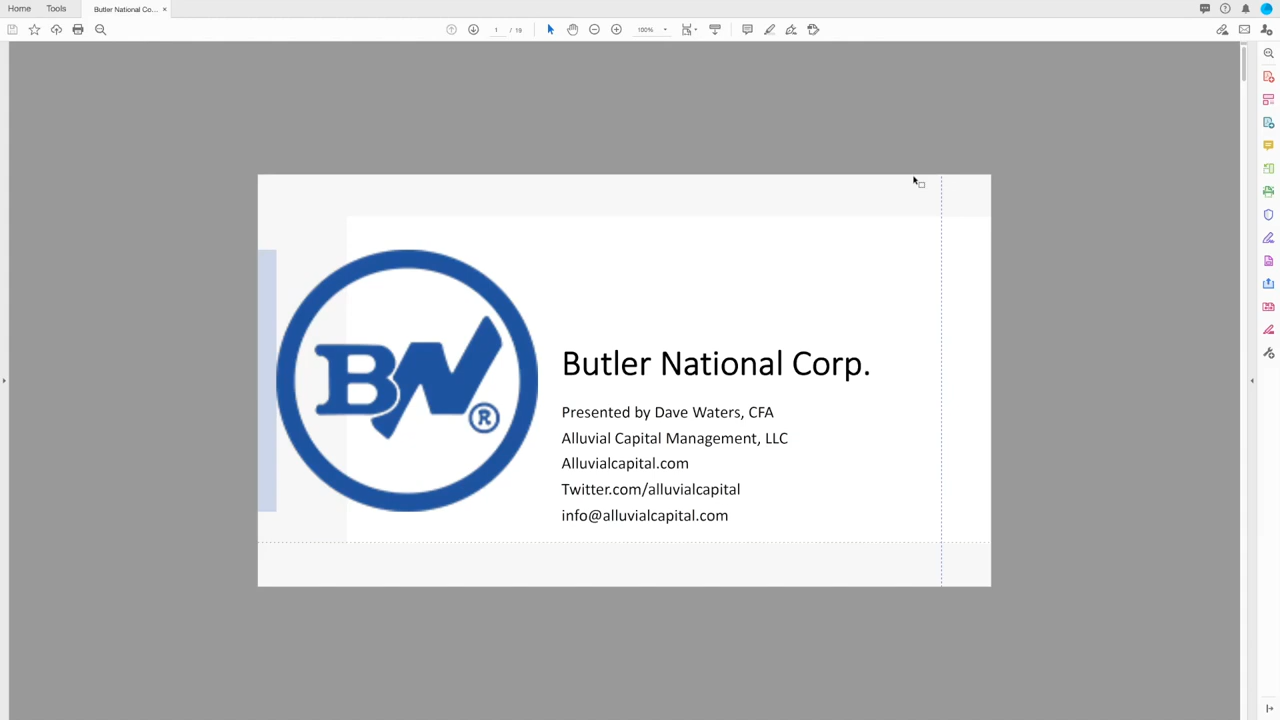 Home
Tools
Butler National Co...
1 / 19
100%
BN
®
Butler National Corp.
Presented by Dave Waters, CFA
Alluvial Capital Management, LLC
Alluvialcapital.com
Twitter.com/alluvialcapital
info@alluvialcapital.com